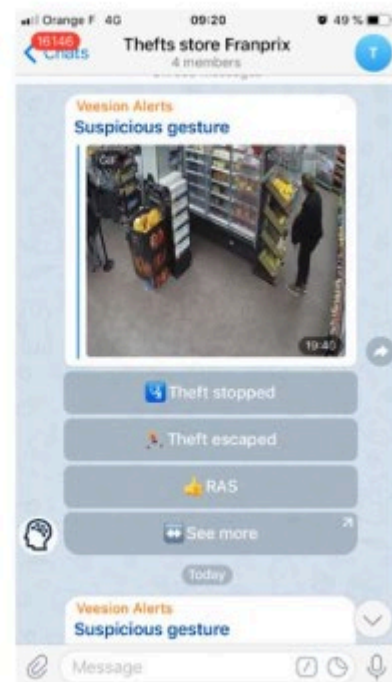 Orange F 4G 09:20 49 %
16146
Chats Thefts store Franprix T
4 members
Veesion Alerts
Suspicious gesture
GIF
19:40
Theft stopped
Theft escaped
RAS
See more
Today
Veesion Alerts
Suspicious gesture
Message